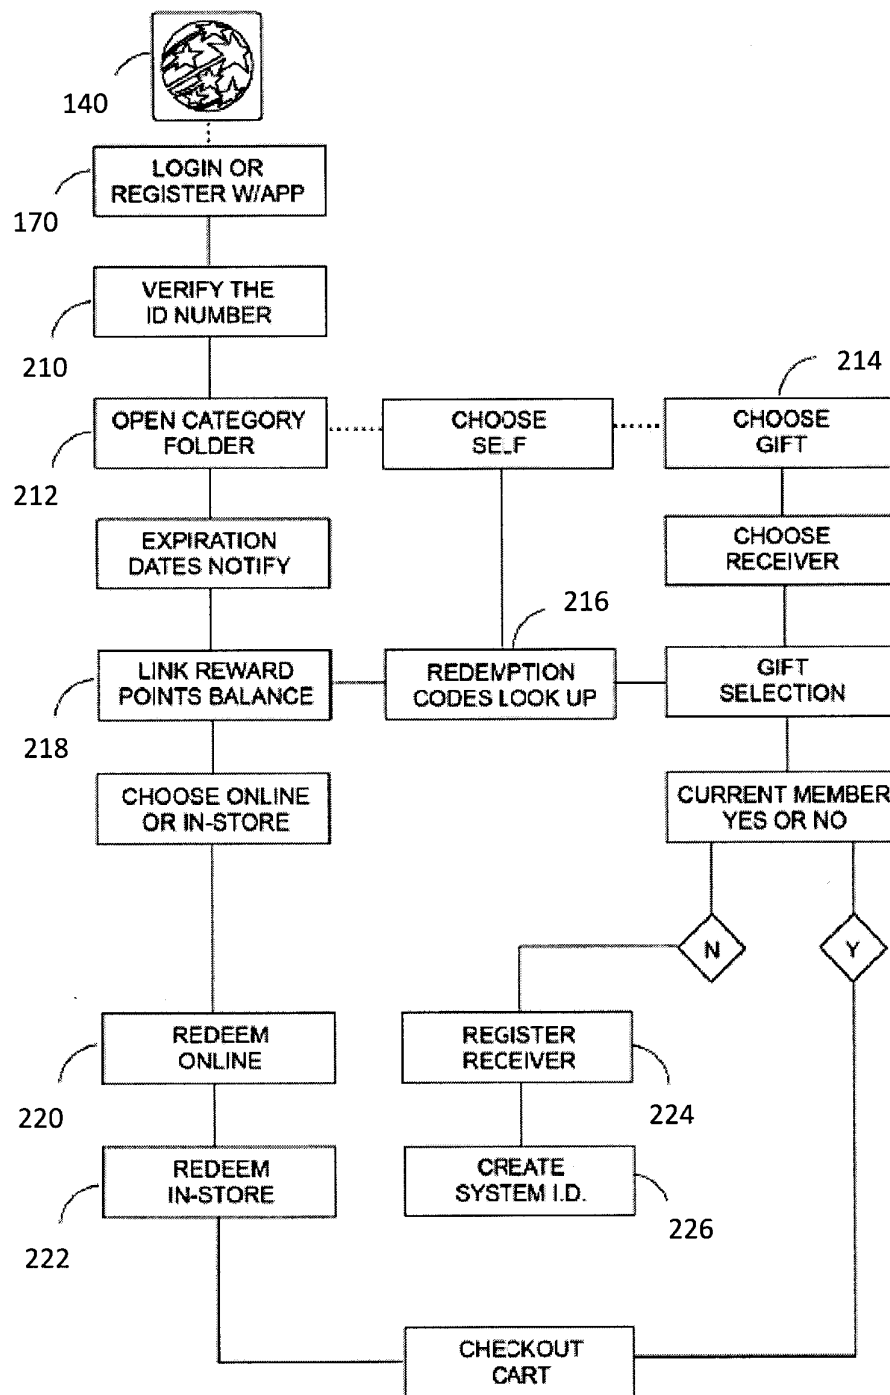 140
LOGIN OR
REGISTER W/APP
170
VERIFY THE
ID NUMBER
210
214
OPEN CATEGORY
FOLDER
CHOOSE
SELF
CHOOSE
GIFT
212
EXPIRATION
DATES NOTIFY
CHOOSE
RECEIVER
216
LINK REWARD
POINTS BALANCE
REDEMPTION
CODES LOOK UP
GIFT
SELECTION
218
CHOOSE ONLINE
OR IN-STORE
CURRENT MEMBER
YES OR NO
N
Y
REDEEM
ONLINE
REGISTER
RECEIVER
220
224
REDEEM
IN-STORE
CREATE
SYSTEM I.D.
222
226
CHECKOUT
CART